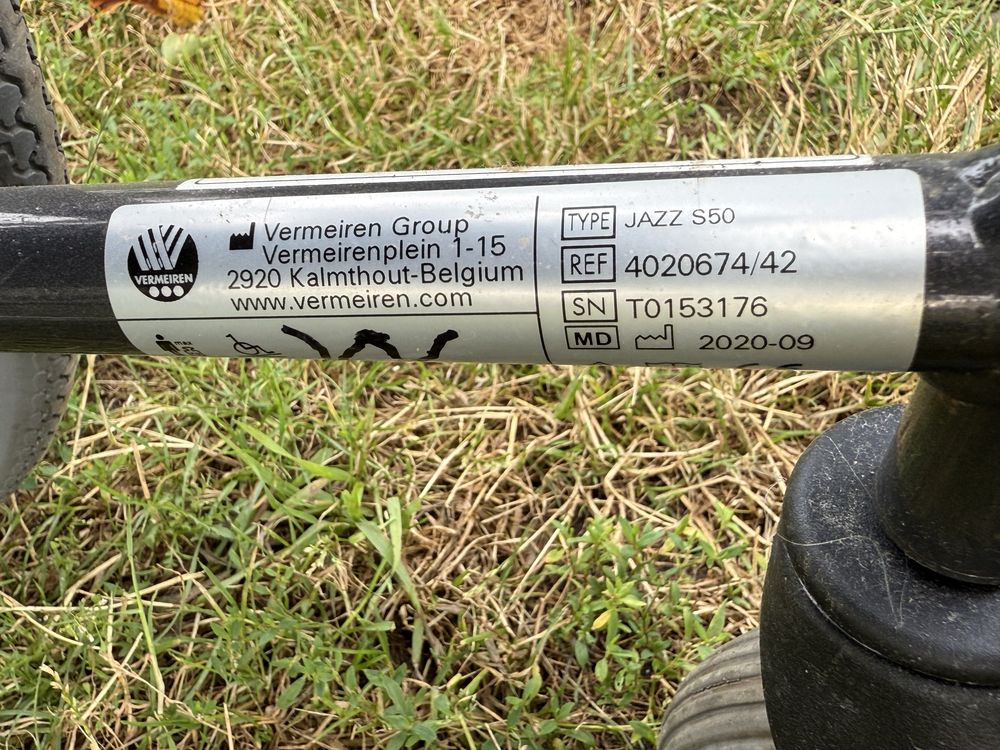 VERMEIREN
Vermeiren Group
Vermeirenplein 1-15
2920 Kalmthout-Belgium
www.vermeiren.com
max
TYPE JAZZ S50
REF 4020674/42
SN T0153176
MD 2020-09